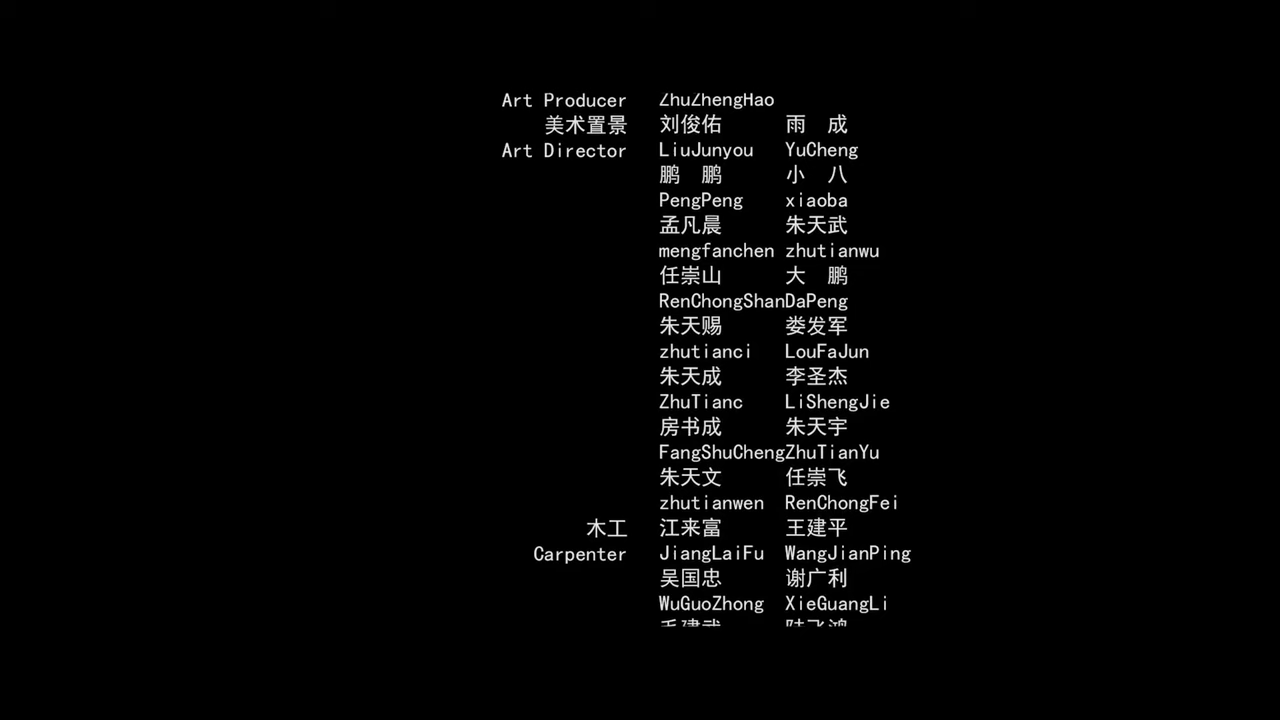 Art Producer ZhuZhengHao
美术置景 刘俊佑 雨 成
Art Director LiuJunyou YuCheng
鹏 鹏 小 八
PengPeng xiaoba
孟凡晨 朱天武
mengfanchen zhutianwu
任崇山 大 鹏
RenChongShanDaPeng
朱天赐 娄发军
zhutianci LouFaJun
朱天成 李圣杰
ZhuTianc LiShengJie
房书成 朱天宇
FangShuChengZhuTianYu
朱天文 任崇飞
zhutianwen RenChongFei
木工 江来富 王建平
Carpenter JiangLaiFu WangJianPing
吴国忠 谢广利
WuGuoZhong XieGuangLi